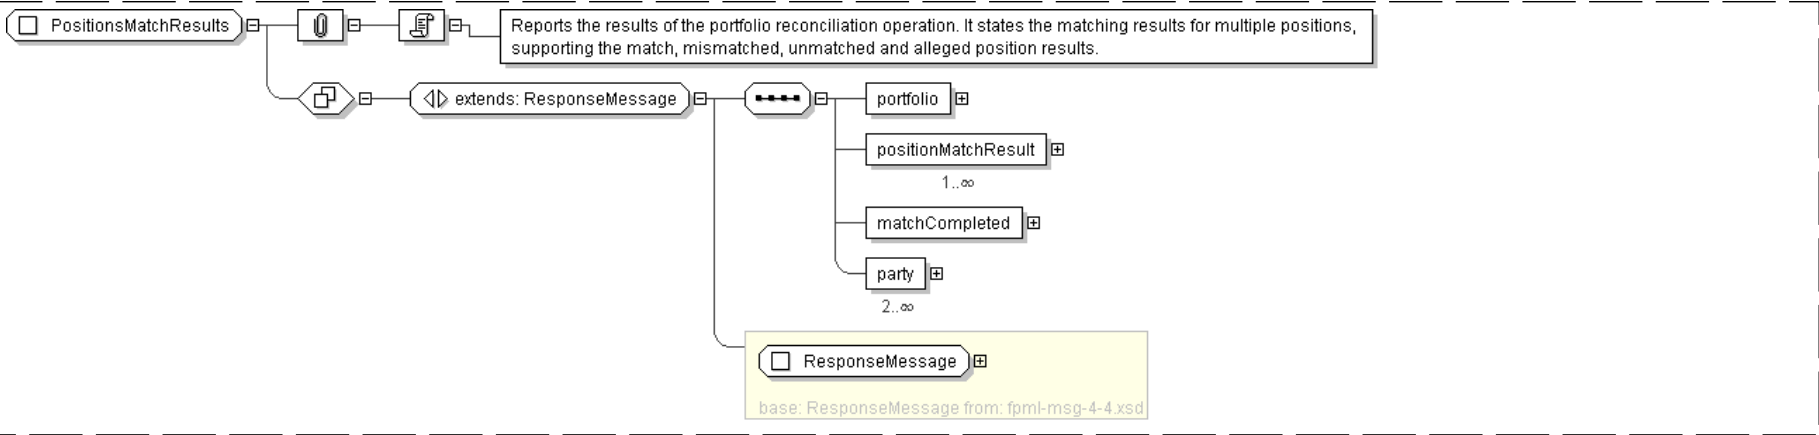 PositionsMatchResults
Reports the results of the portfolio reconciliation operation. It states the matching results for multiple positions,
supporting the match, mismatched, unmatched and alleged position results.
extends: ResponseMessage
portfolio
positionMatchResult
1..∞
matchCompleted
party
2..∞
ResponseMessage
base: ResponseMessage from: fpml-msg-4-4.xsd